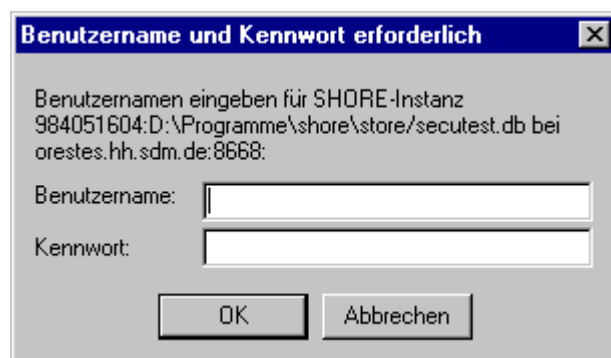 Benutzername und Kennwort erforderlich
Benutzernamen eingeben für SHORE-Instanz
984051604:D:\Programme\shore\store/secutest.db bei
orestes.hh.sdm.de:8668:
Benutzername:
Kennwort:
OK Abbrechen